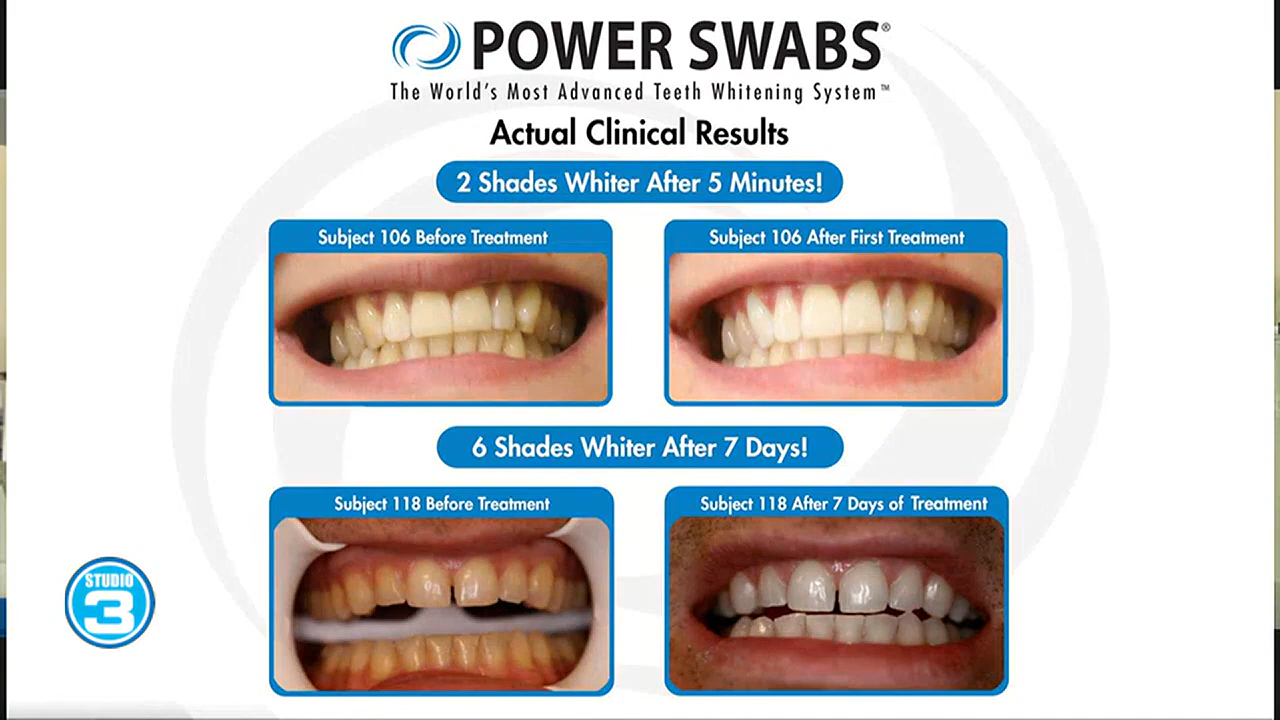 POWER SWABS®
The World's Most Advanced Teeth Whitening System™
Actual Clinical Results
2 Shades Whiter After 5 Minutes!
Subject 106 Before Treatment
Subject 106 After First Treatment
6 Shades Whiter After 7 Days!
Subject 118 Before Treatment
Subject 118 After 7 Days of Treatment
STUDIO
3